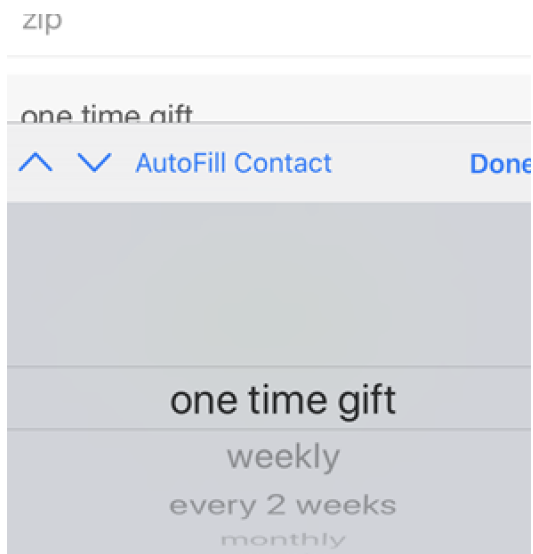 zip
one time gift
AutoFill Contact Done
one time gift
weekly
every 2 weeks
monthly